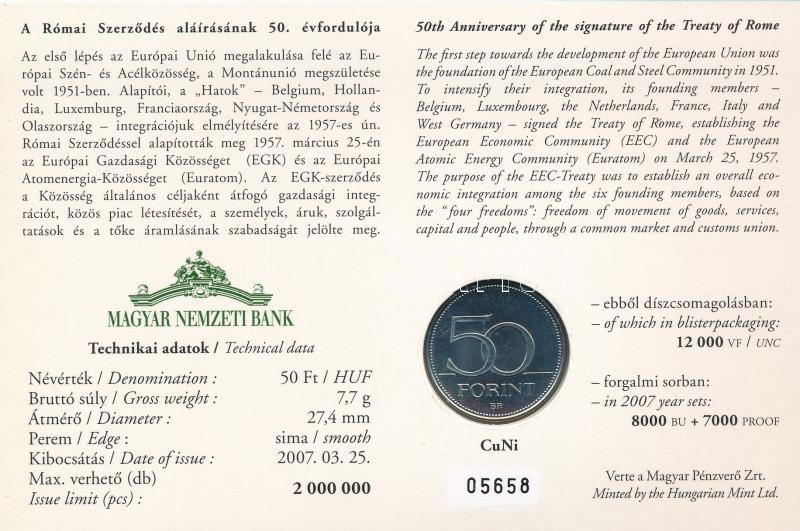 A Római Szerződés aláírásának 50. évfordulója
Az első lépés az Európai Unió megalakulása felé az Eu-
rópai Szén- és Acélközösség, a Montánunió megszületése
volt 1951-ben. Alapítói, a „Hatok” – Belgium, Hollan-
dia, Luxemburg, Franciaország, Nyugat-Németország és
Olaszország – integrációjuk elmélyítésére az 1957-es ún.
Római Szerződéssel alapították meg 1957. március 25-én
az Európai Gazdasági Közösséget (EGK) és az Európai
Atomenergia-Közösséget (Euratom). Az EGK-szerződés
a Közösség általános céljaként átfogó gazdasági integ-
rációt, közös piac létesítését, a személyek, áruk, szolgál-
tatások és a tőke áramlásának szabadságát jelölte meg.
50th Anniversary of the signature of the Treaty of Rome
The first step towards the development of the European Union was
the foundation of the European Coal and Steel Community in 1951.
To intensify their integration, its founding members –
Belgium, Luxembourg, the Netherlands, France, Italy and
West Germany – signed the Treaty of Rome, establishing the
European Economic Community (EEC) and the European
Atomic Energy Community (Euratom) on March 25, 1957.
The purpose of the EEC-Treaty was to establish an overall eco-
nomic integration among the six founding members, based on
the “four freedoms”: freedom of movement of goods, services,
capital and people, through a common market and customs union.
MAGYAR NEMZETI BANK
Technikai adatok / Technical data
Névérték / Denomination : 50 Ft / HUF
Bruttó súly / Gross weight : 7,7 g
Átmérő / Diameter : 27,4 mm
Perem / Edge : sima / smooth
Kibocsátás / Date of issue : 2007. 03. 25.
Max. verhető (db)
Issue limit (pcs) : 2 000 000
50
FORINT
BP.
CuNi
05658
– ebből díszcsomagolásban:
– of which in blisterpackaging:
12 000 VF / UNC
– forgalmi sorban:
– in 2007 year sets:
8000 BU + 7000 PROOF
Verte a Magyar Pénzverő Zrt.
Minted by the Hungarian Mint Ltd.